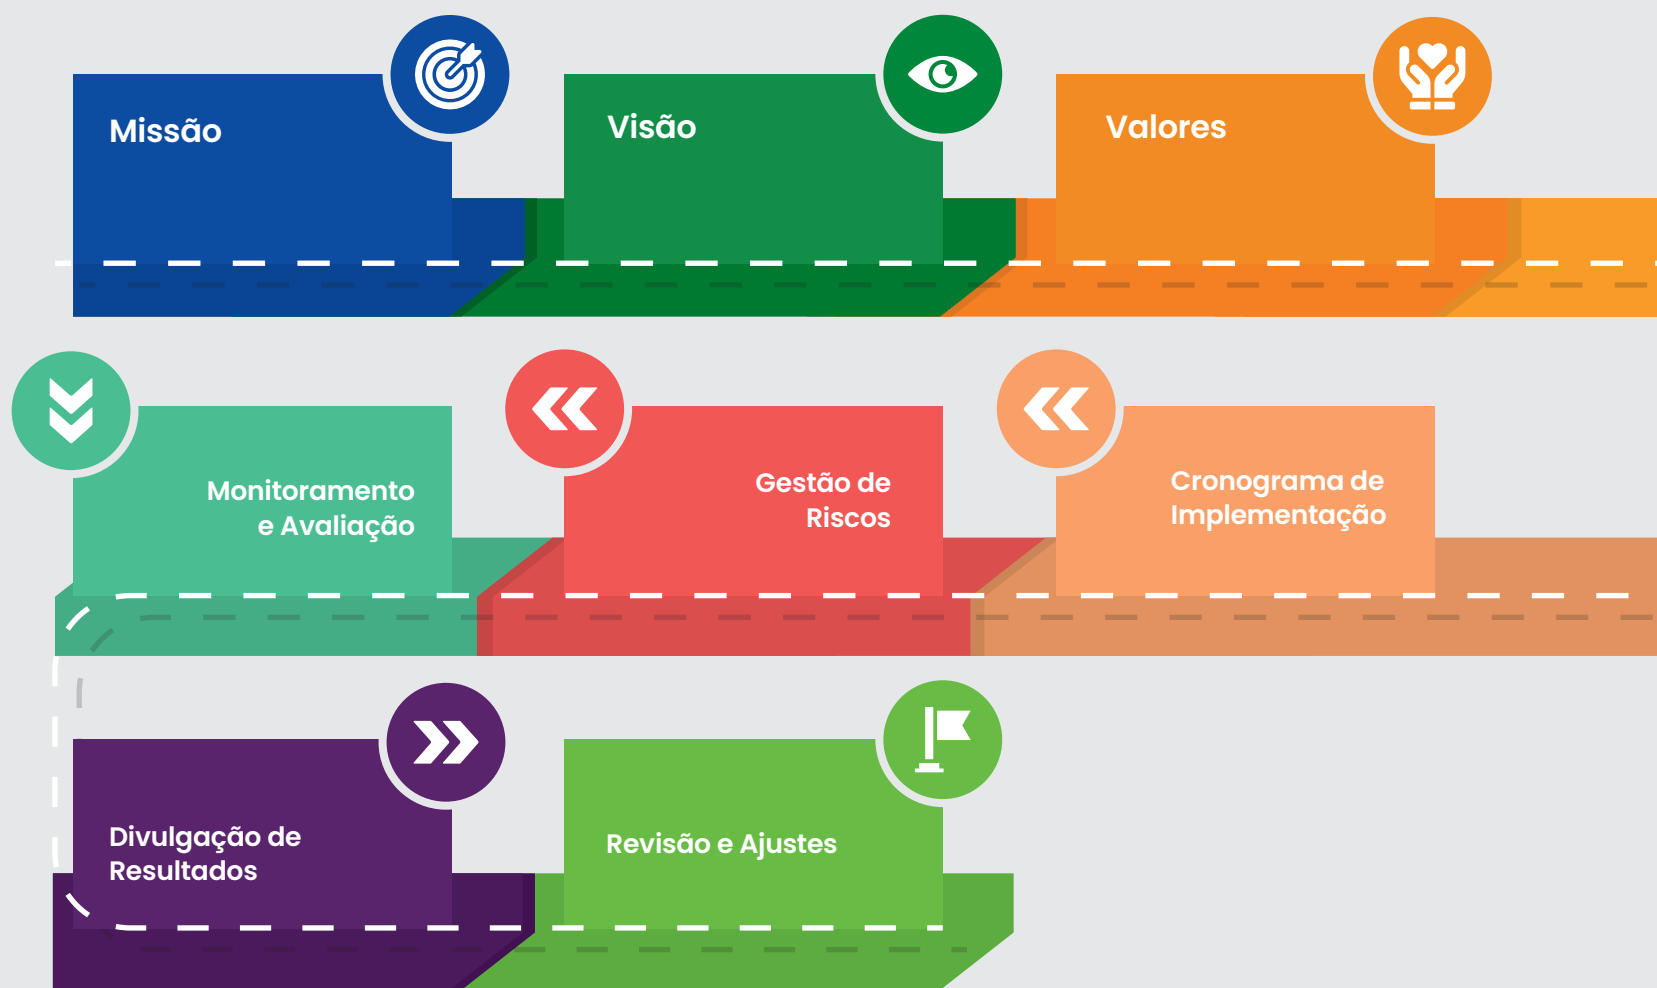 Missão
Visão
Valores
Monitoramento
e Avaliação
Gestão de
Riscos
Cronograma de
Implementação
Divulgação de
Resultados
Revisão e Ajustes